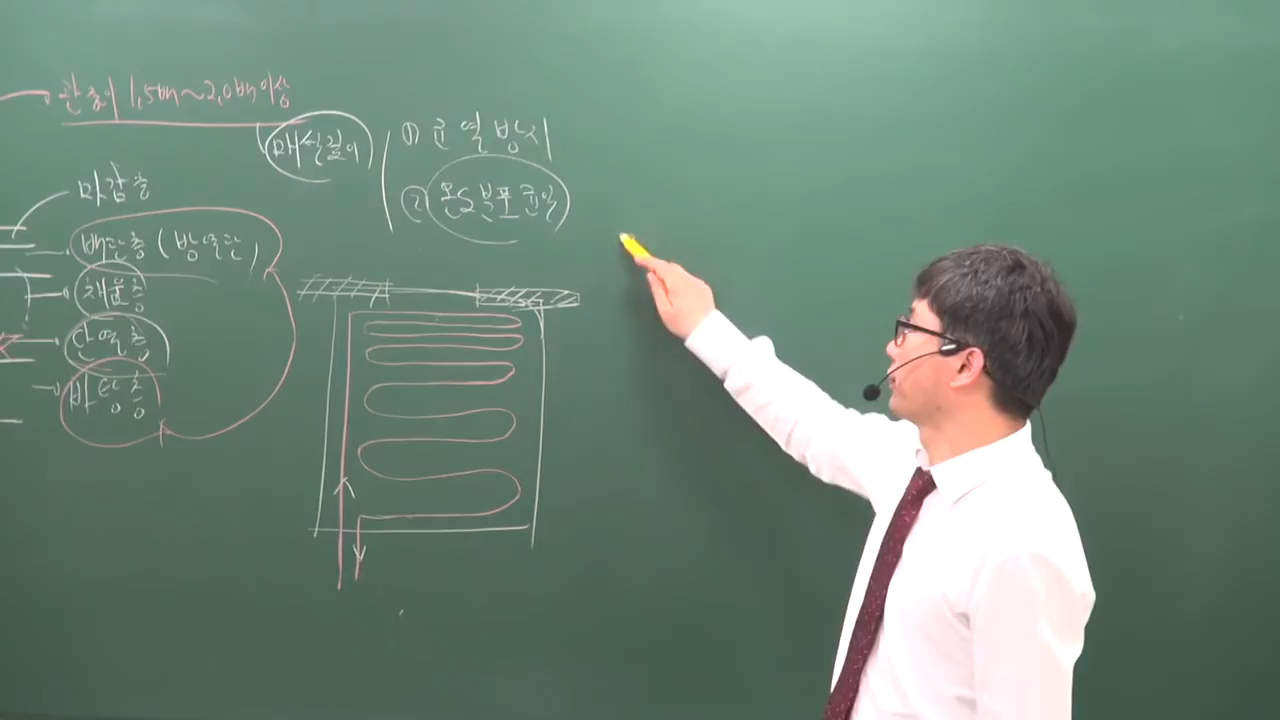 관경이 1.5배~2.0배 이상
매설깊이
① 균열 방지
② 온도분포 균일
마감층
배관층 (방열관)
채움층
단열층
바탕층